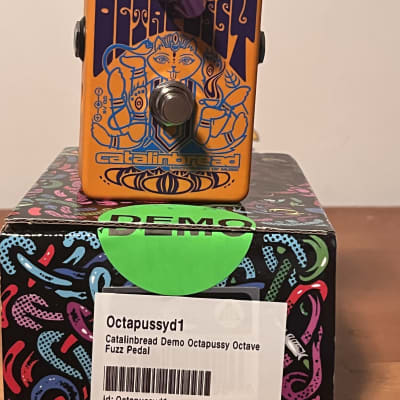 catalinbread
DEMO
Octapussyd1
Catalinbread Demo Octapussy Octave
Fuzz Pedal